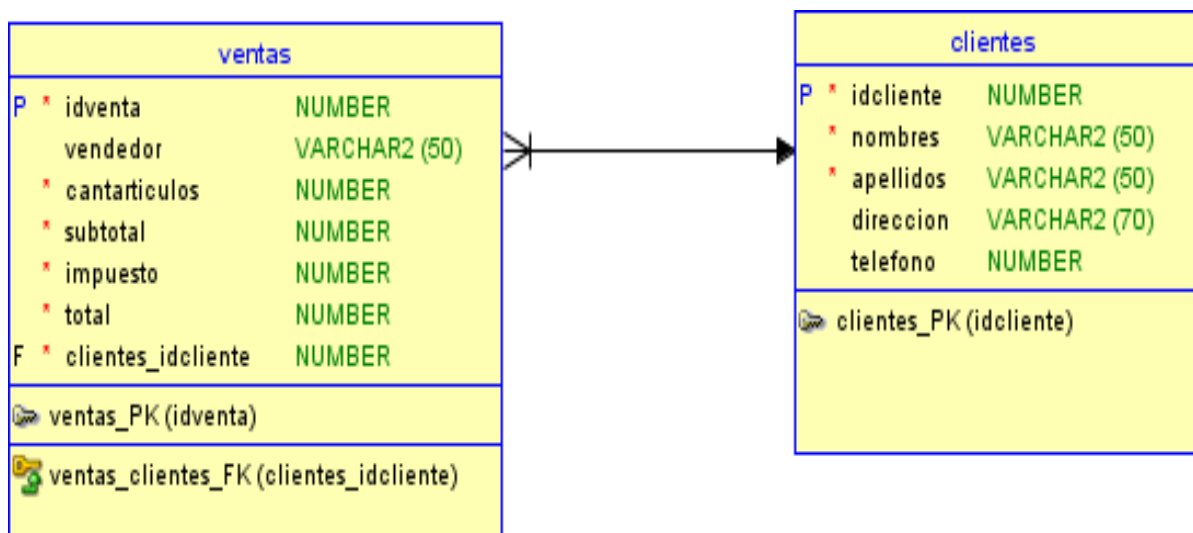 ventas
P * idventa NUMBER
vendedor VARCHAR2 (50)
* cantarticulos NUMBER
* subtotal NUMBER
* impuesto NUMBER
* total NUMBER
F * clientes_idcliente NUMBER
ventas_PK (idventa)
ventas_clientes_FK (clientes_idcliente)
clientes
P * idcliente NUMBER
* nombres VARCHAR2 (50)
* apellidos VARCHAR2 (50)
direccion VARCHAR2 (70)
telefono NUMBER
clientes_PK (idcliente)